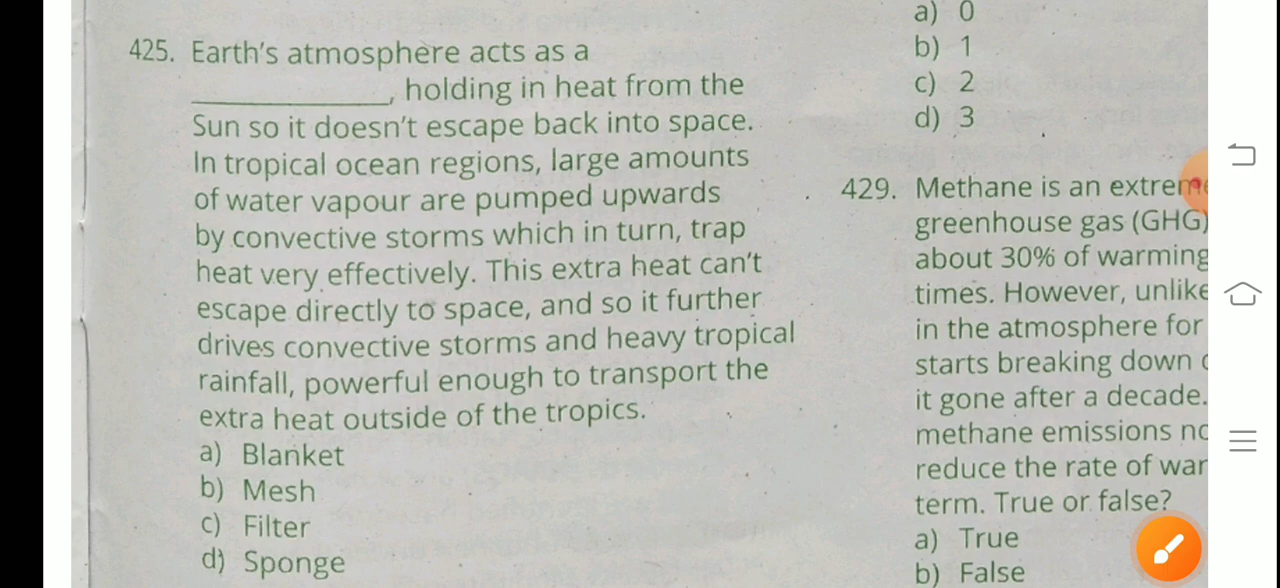 425. Earth's atmosphere acts as a
____________, holding in heat from the
Sun so it doesn't escape back into space.
In tropical ocean regions, large amounts
of water vapour are pumped upwards
by convective storms which in turn, trap
heat very effectively. This extra heat can't
escape directly to space, and so it further
drives convective storms and heavy tropical
rainfall, powerful enough to transport the
extra heat outside of the tropics.
a) Blanket
b) Mesh
c) Filter
d) Sponge
a) 0
b) 1
c) 2
d) 3
429. Methane is an
greenhouse gas (GHG)
about 30% of warming
times. However, unlike
in the atmosphere for
starts breaking down
it gone after a decade.
methane emissions
reduce the rate of
term. True or false?
a) True
b) False